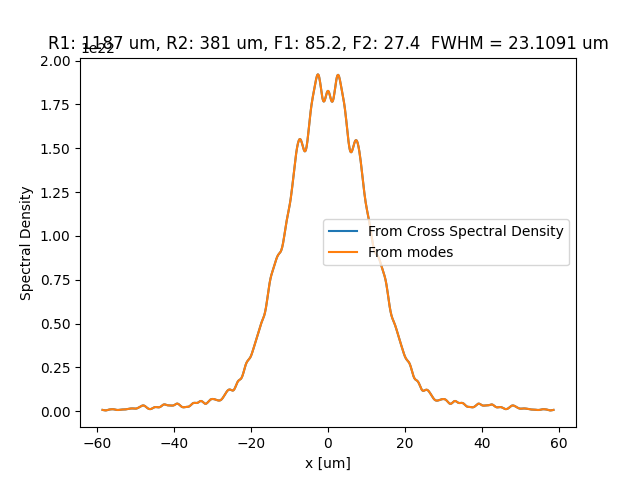 R1: 1187 um, R2: 381 um, F1: 85.2, F2: 27.4  FWHM = 23.1091 um
1e22
2.00
1.75
1.50
1.25
1.00
0.75
0.50
0.25
0.00
Spectral Density
From Cross Spectral Density
From modes
−60 −40 −20 0 20 40 60
x [um]